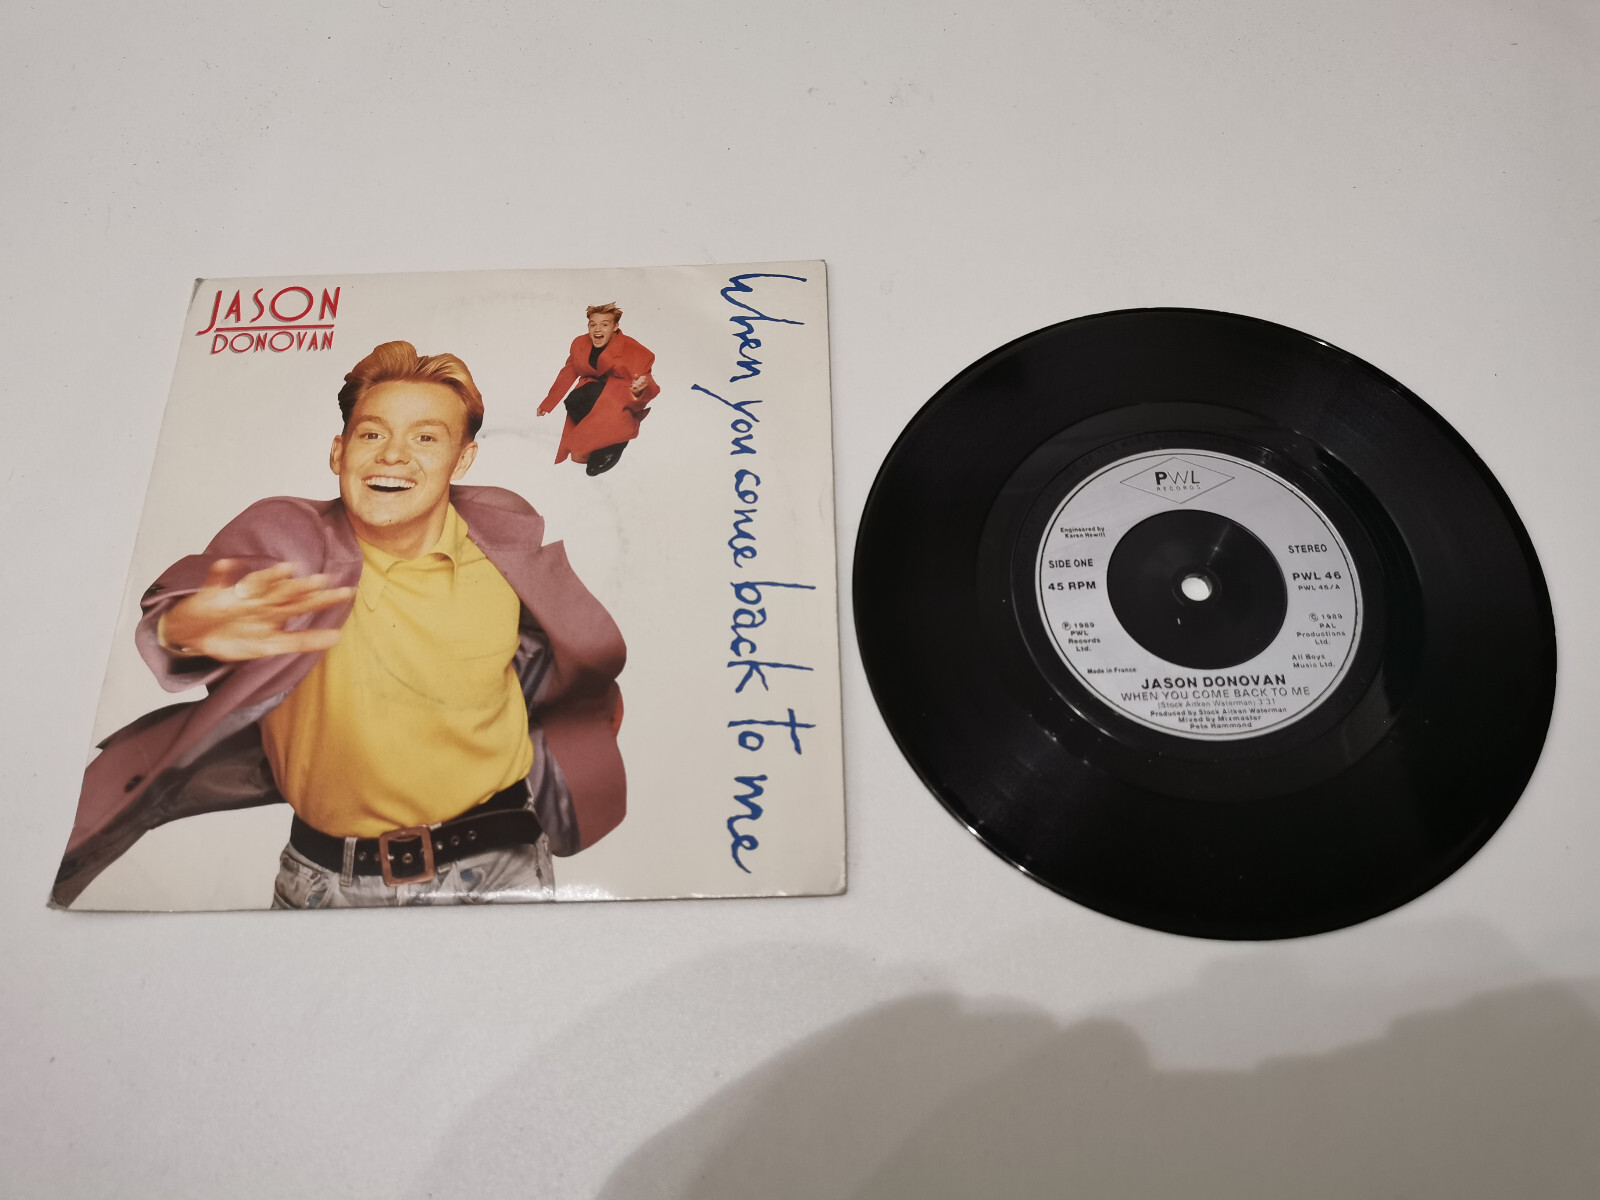 JASON
DONOVAN
When you come back to me
PWL
RECORDS
Engineered by
Karen Hewitt
SIDE ONE
45 RPM
STEREO
PWL 46
PWL 46/A
℗ 1989
PWL
Records
Ltd.
© 1989
PAL
Productions
Ltd.
All Boys
Music Ltd.
Made in France
JASON DONOVAN
WHEN YOU COME BACK TO ME
(Stock Aitken Waterman) 3'31
Produced by Stock Aitken Waterman
Mixed by Mixmaster
Pete Hammond